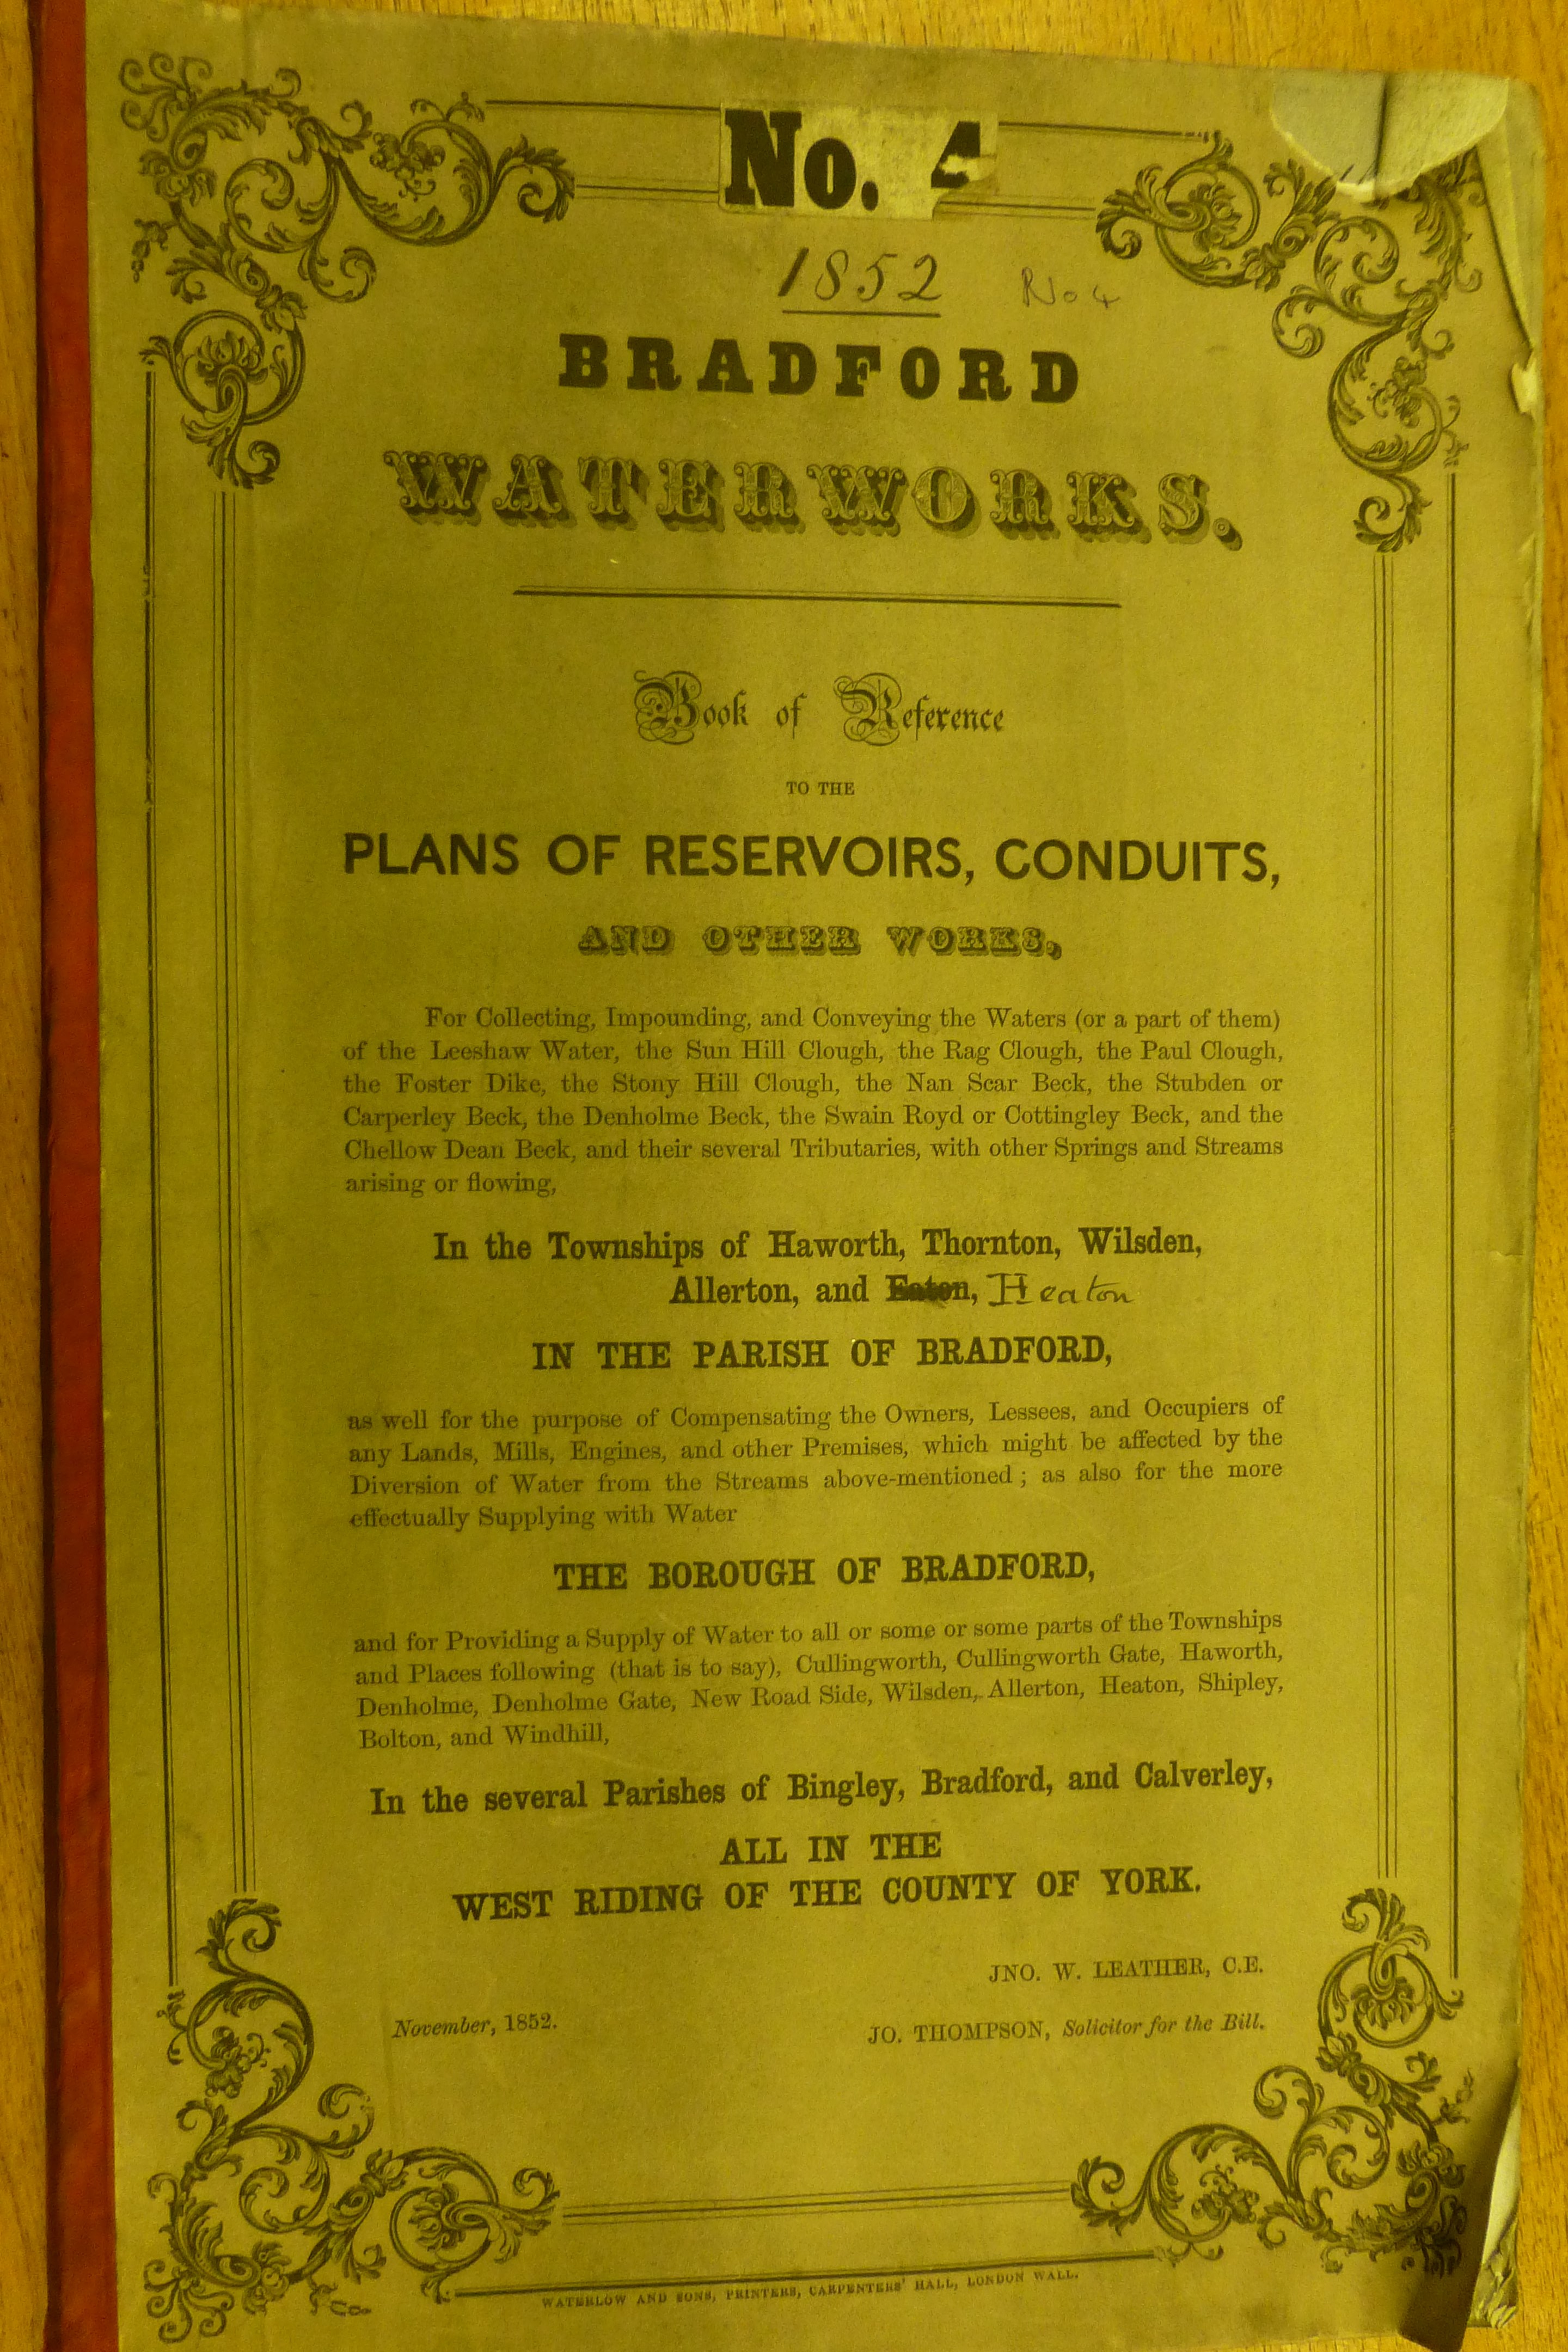 No. 4
1852 R No 4
BRADFORD
WATERWORKS.
Book of Reference
TO THE
PLANS OF RESERVOIRS, CONDUITS,
AND OTHER WORKS,
For Collecting, Impounding, and Conveying the Waters (or a part of them)
of the Leeshaw Water, the Sun Hill Clough, the Rag Clough, the Paul Clough,
the Foster Dike, the Stony Hill Clough, the Nan Scar Beck, the Stubden or
Carperley Beck, the Denholme Beck, the Swain Royd or Cottingley Beck, and the
Chellow Dean Beck, and their several Tributaries, with other Springs and Streams
arising or flowing,
In the Townships of Haworth, Thornton, Wilsden,
Allerton, and Eaton, Heaton
IN THE PARISH OF BRADFORD,
as well for the purpose of Compensating the Owners, Lessees, and Occupiers of
any Lands, Mills, Engines, and other Premises, which might be affected by the
Diversion of Water from the Streams above-mentioned ; as also for the more
effectually Supplying with Water
THE BOROUGH OF BRADFORD,
and for Providing a Supply of Water to all or some or some parts of the Townships
and Places following (that is to say), Cullingworth, Cullingworth Gate, Haworth,
Denholme, Denholme Gate, New Road Side, Wilsden, Allerton, Heaton, Shipley,
Bolton, and Windhill,
In the several Parishes of Bingley, Bradford, and Calverley,
ALL IN THE
WEST RIDING OF THE COUNTY OF YORK.
JNO. W. LEATHER, C.E.
November, 1852.
JO. THOMPSON, Solicitor for the Bill.
WATERLOW AND SONS, PRINTERS, CARPENTERS' HALL, LONDON WALL.